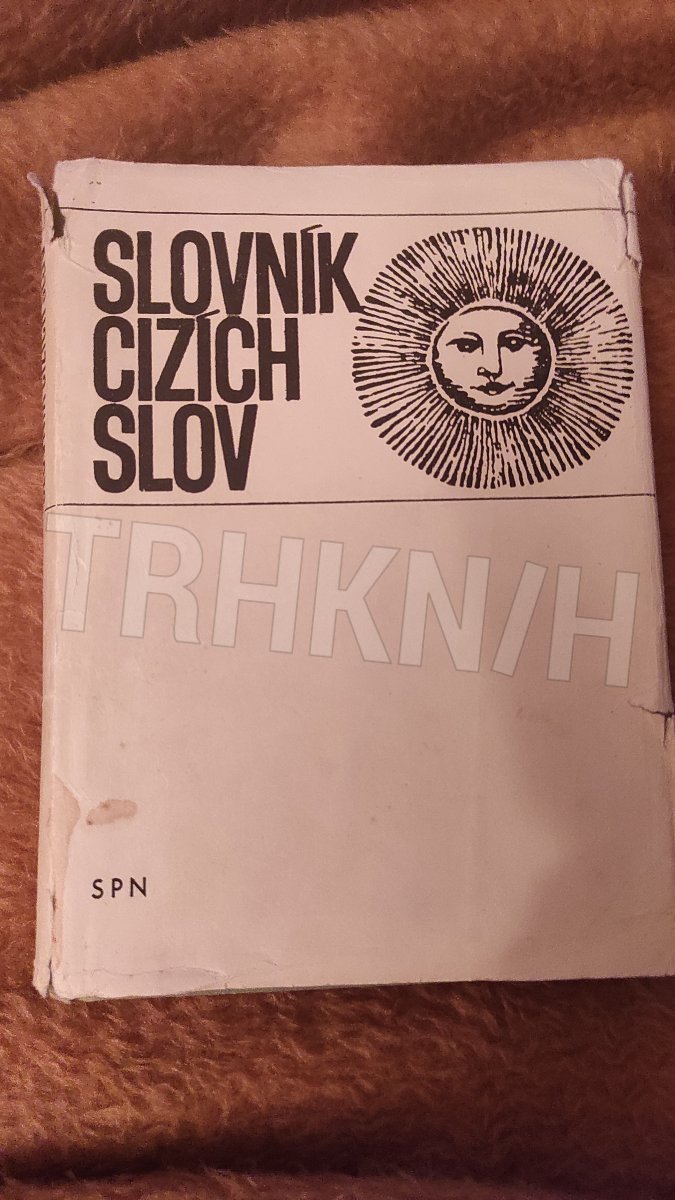 SLOVNÍK
CIZÍCH
SLOV
TRHKN/H
SPN